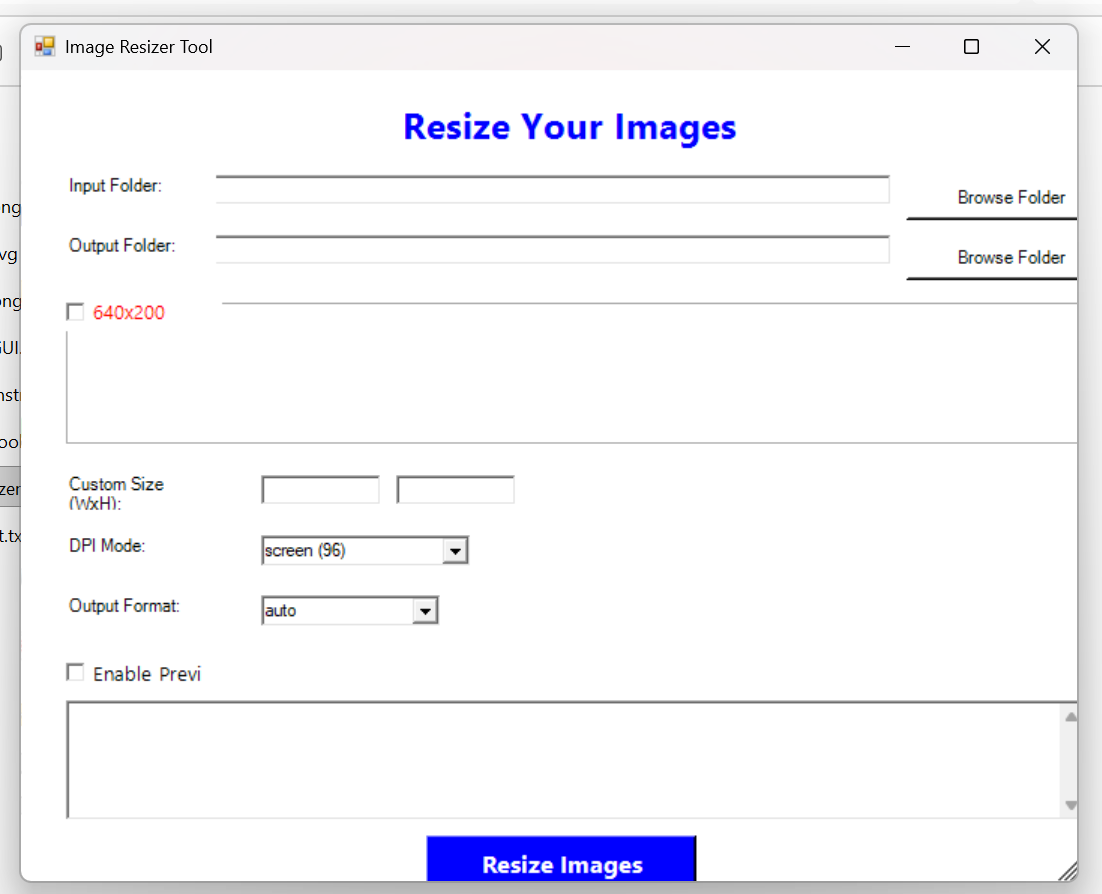 Image Resizer Tool
Resize Your Images
Input Folder:
Browse Folder
Output Folder:
Browse Folder
640x200
Custom Size
(WxH):
DPI Mode:
screen (96)
Output Format:
auto
Enable Previ
Resize Images
ong
vg
ong
GUI.
nst
ool
zer
t.tx